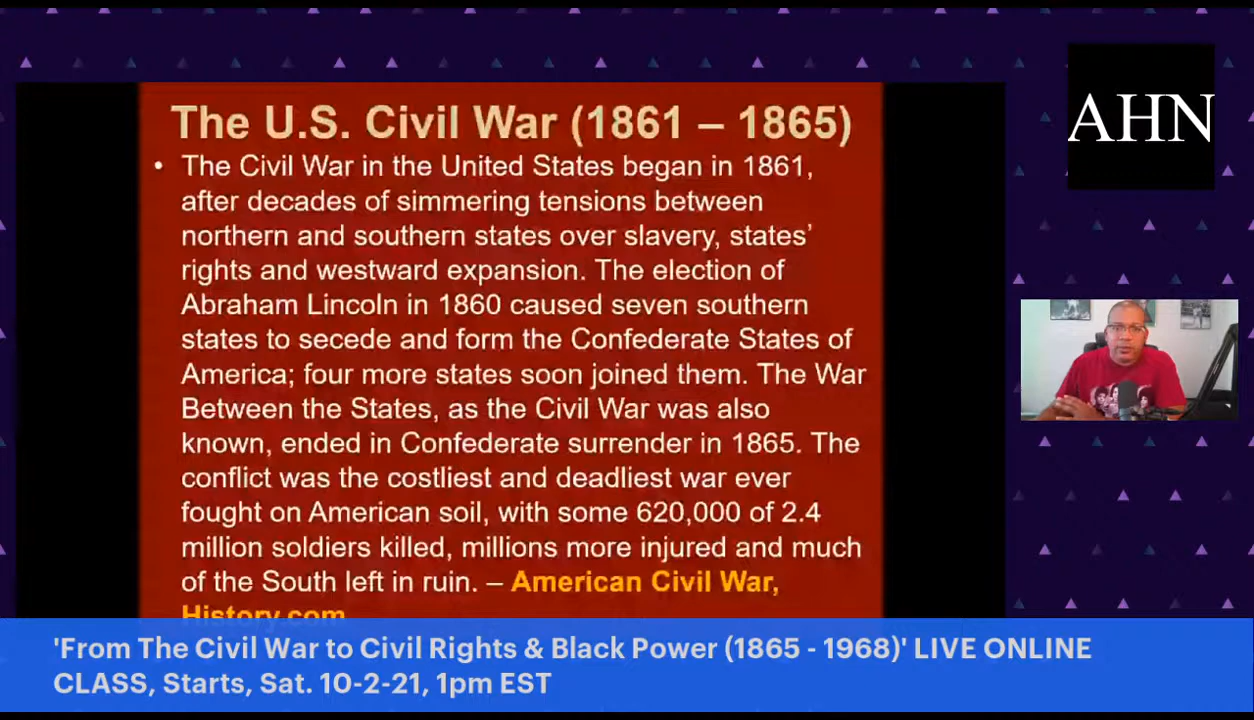 The U.S. Civil War (1861 – 1865)
• The Civil War in the United States began in 1861,
after decades of simmering tensions between
northern and southern states over slavery, states’
rights and westward expansion. The election of
Abraham Lincoln in 1860 caused seven southern
states to secede and form the Confederate States of
America; four more states soon joined them. The War
Between the States, as the Civil War was also
known, ended in Confederate surrender in 1865. The
conflict was the costliest and deadliest war ever
fought on American soil, with some 620,000 of 2.4
million soldiers killed, millions more injured and much
of the South left in ruin. – American Civil War,
History.com
AHN
'From The Civil War to Civil Rights & Black Power (1865 - 1968)' LIVE ONLINE
CLASS, Starts, Sat. 10-2-21, 1pm EST